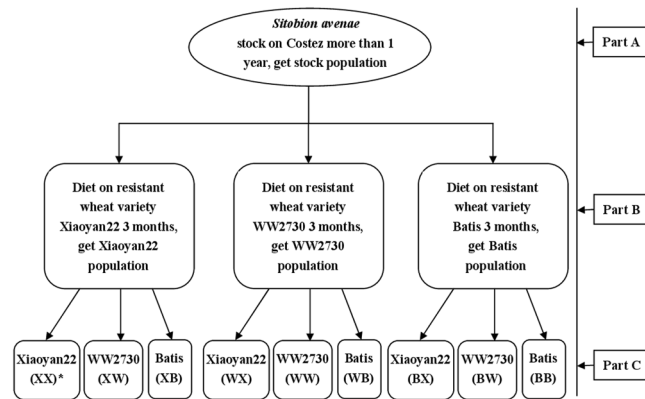 Sitobion avenae
stock on Costez more than 1
year, get stock population
Part A
Diet on resistant
wheat variety
Xiaoyan22 3 months,
get Xiaoyan22
population
Diet on resistant
wheat variety
WW2730 3 months,
get WW2730
population
Diet on resistant
wheat variety
Batis 3 months,
get Batis
population
Part B
Xiaoyan22
(XX)*
WW2730
(XW)
Batis
(XB)
Xiaoyan22
(WX)
WW2730
(WW)
Batis
(WB)
Xiaoyan22
(BX)
WW2730
(BW)
Batis
(BB)
Part C